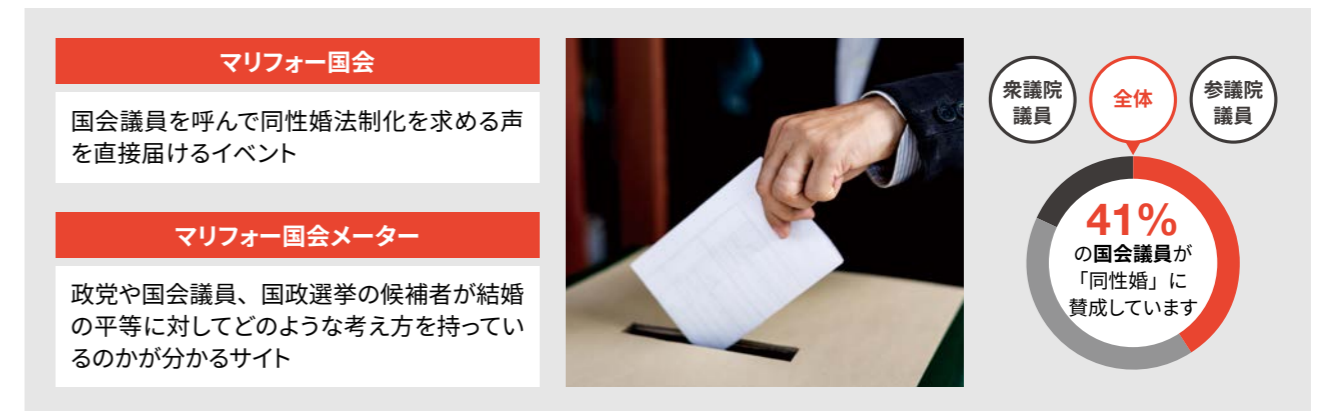 マリフォー国会
国会議員を呼んで同性婚法制化を求める声
を直接届けるイベント
マリフォー国会メーター
政党や国会議員、国政選挙の候補者が結婚
の平等に対してどのような考え方を持ってい
るのかが分かるサイト
衆議院
議員
全体
参議院
議員
41%
の国会議員が
「同性婚」に
賛成しています